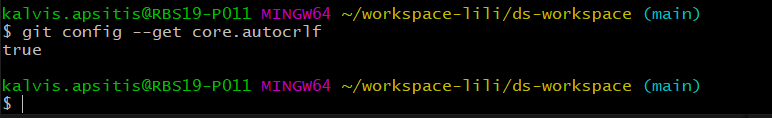 kalvis.apsitis@RBS19-P011 MINGW64 ~/workspace-lili/ds-workspace (main)
$ git config --get core.autocrlf
true
kalvis.apsitis@RBS19-P011 MINGW64 ~/workspace-lili/ds-workspace (main)
$